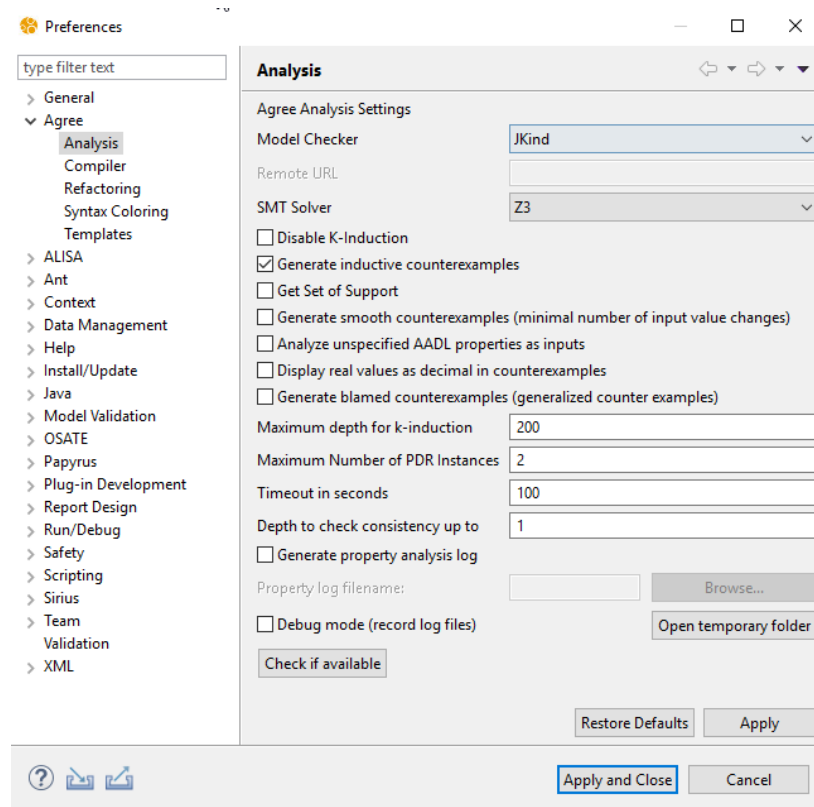 Preferences
type filter text
General
Agree
Analysis
Compiler
Refactoring
Syntax Coloring
Templates
ALISA
Ant
Context
Data Management
Help
Install/Update
Java
Model Validation
OSATE
Papyrus
Plug-in Development
Report Design
Run/Debug
Safety
Scripting
Sirius
Team
Validation
XML
Analysis
Agree Analysis Settings
Model Checker JKind
Remote URL
SMT Solver Z3
Disable K-Induction
Generate inductive counterexamples
Get Set of Support
Generate smooth counterexamples (minimal number of input value changes)
Analyze unspecified AADL properties as inputs
Display real values as decimal in counterexamples
Generate blamed counterexamples (generalized counter examples)
Maximum depth for k-induction 200
Maximum Number of PDR Instances 2
Timeout in seconds 100
Depth to check consistency up to 1
Generate property analysis log
Property log filename: Browse...
Debug mode (record log files) Open temporary folder
Check if available
Restore Defaults Apply
Apply and Close Cancel